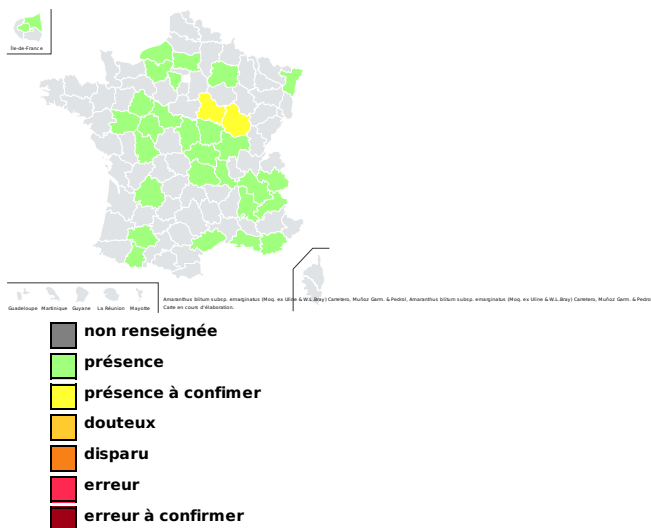 Île-de-France
Guadeloupe Martinique Guyane La Réunion Mayotte
Amaranthus blitum subsp. emarginatus (Moq. ex Uline & W.L.Bray) Carretero, Muñoz Garm. & Pedrol, Amaranthus blitum subsp. emarginatus (Moq. ex Uline & W.L.Bray) Carretero, Muñoz Garm. & Pedro
Carte en cours d'élaboration.
non renseignée
présence
présence à confimer
douteux
disparu
erreur
erreur à confirmer